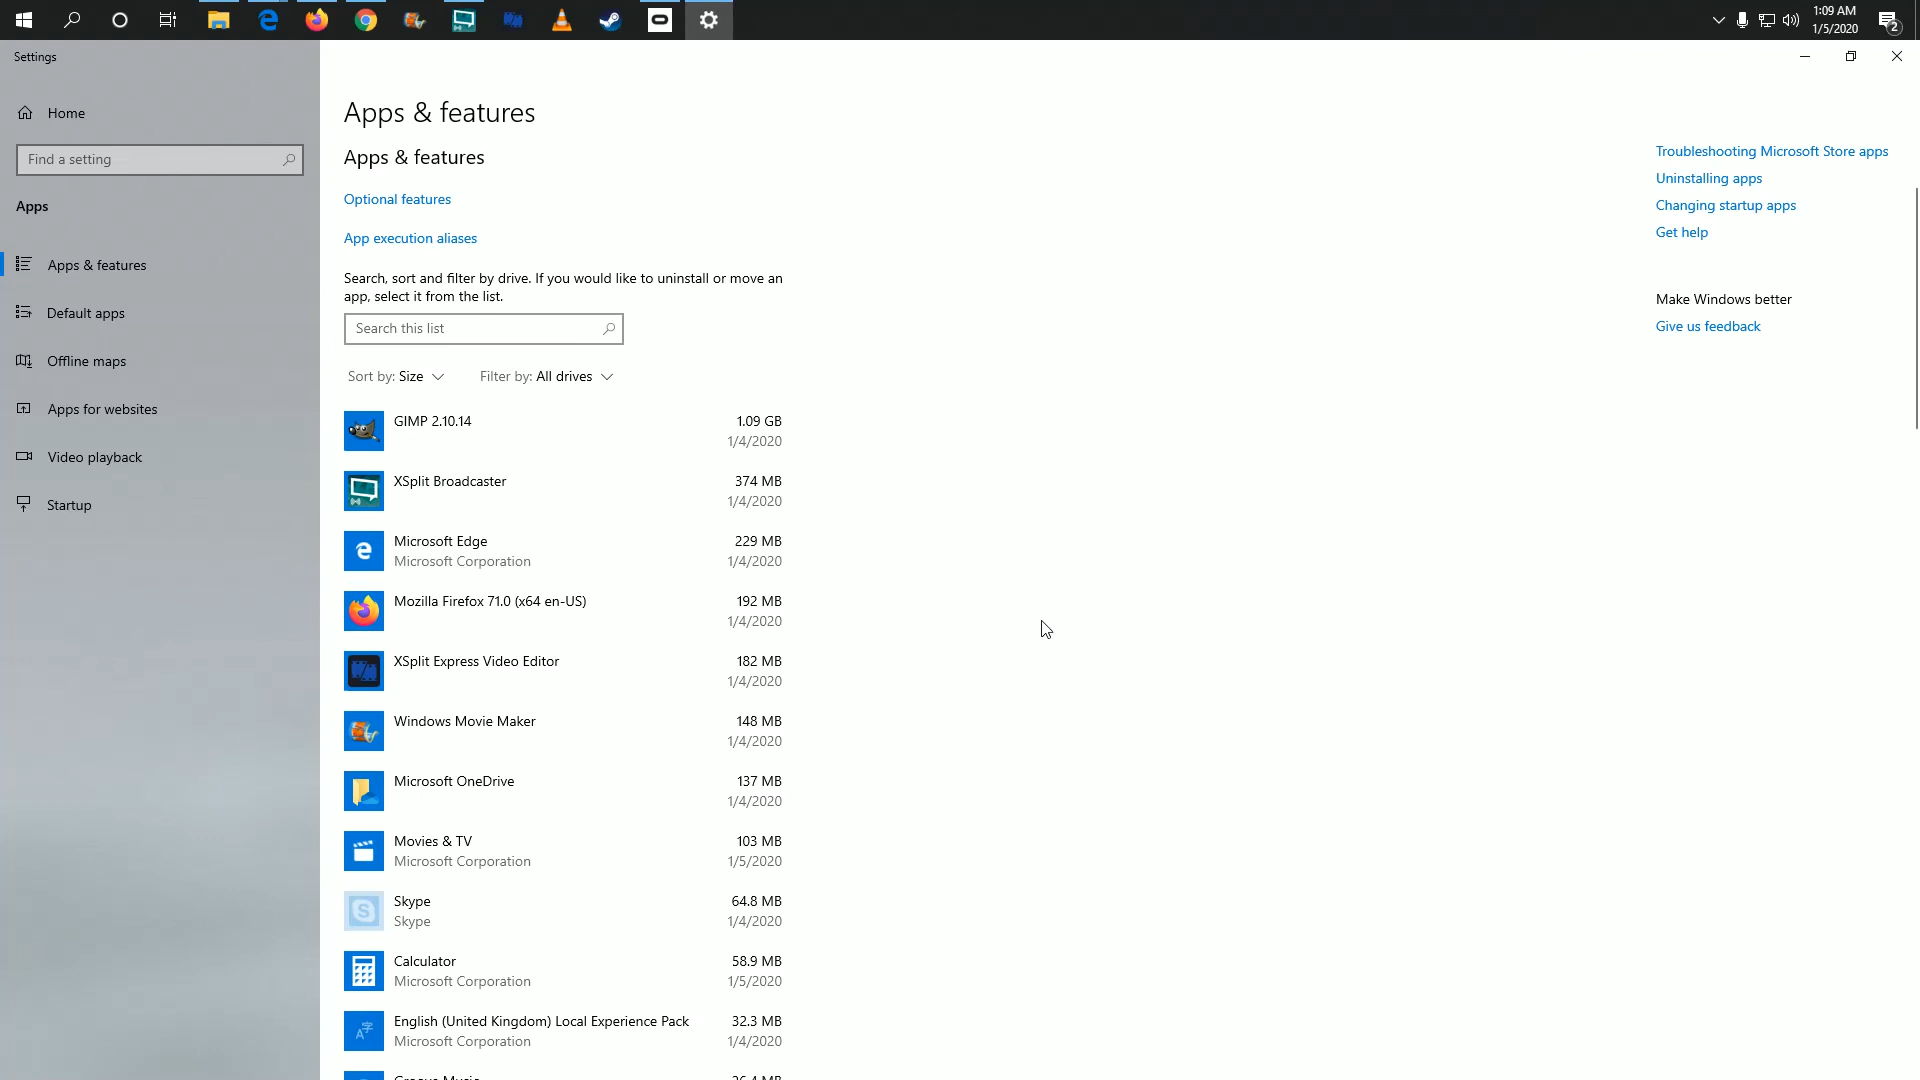 1:09 AM
1/5/2020
2
Settings
Home
Find a setting
Apps
Apps & features
Default apps
Offline maps
Apps for websites
Video playback
Startup
Apps & features
Apps & features
Optional features
App execution aliases
Search, sort and filter by drive. If you would like to uninstall or move an
app, select it from the list.
Search this list
Sort by: Size
Filter by: All drives
GIMP 2.10.14
1.09 GB
1/4/2020
XSplit Broadcaster
374 MB
1/4/2020
Microsoft Edge
229 MB
Microsoft Corporation
1/4/2020
Mozilla Firefox 71.0 (x64 en-US)
192 MB
1/4/2020
XSplit Express Video Editor
182 MB
1/4/2020
Windows Movie Maker
148 MB
1/4/2020
Microsoft OneDrive
137 MB
1/4/2020
Movies & TV
103 MB
Microsoft Corporation
1/5/2020
Skype
64.8 MB
Skype
1/4/2020
Calculator
58.9 MB
Microsoft Corporation
1/5/2020
English (United Kingdom) Local Experience Pack
32.3 MB
Microsoft Corporation
1/4/2020
Groove Music
26.4 MB
Troubleshooting Microsoft Store apps
Uninstalling apps
Changing startup apps
Get help
Make Windows better
Give us feedback